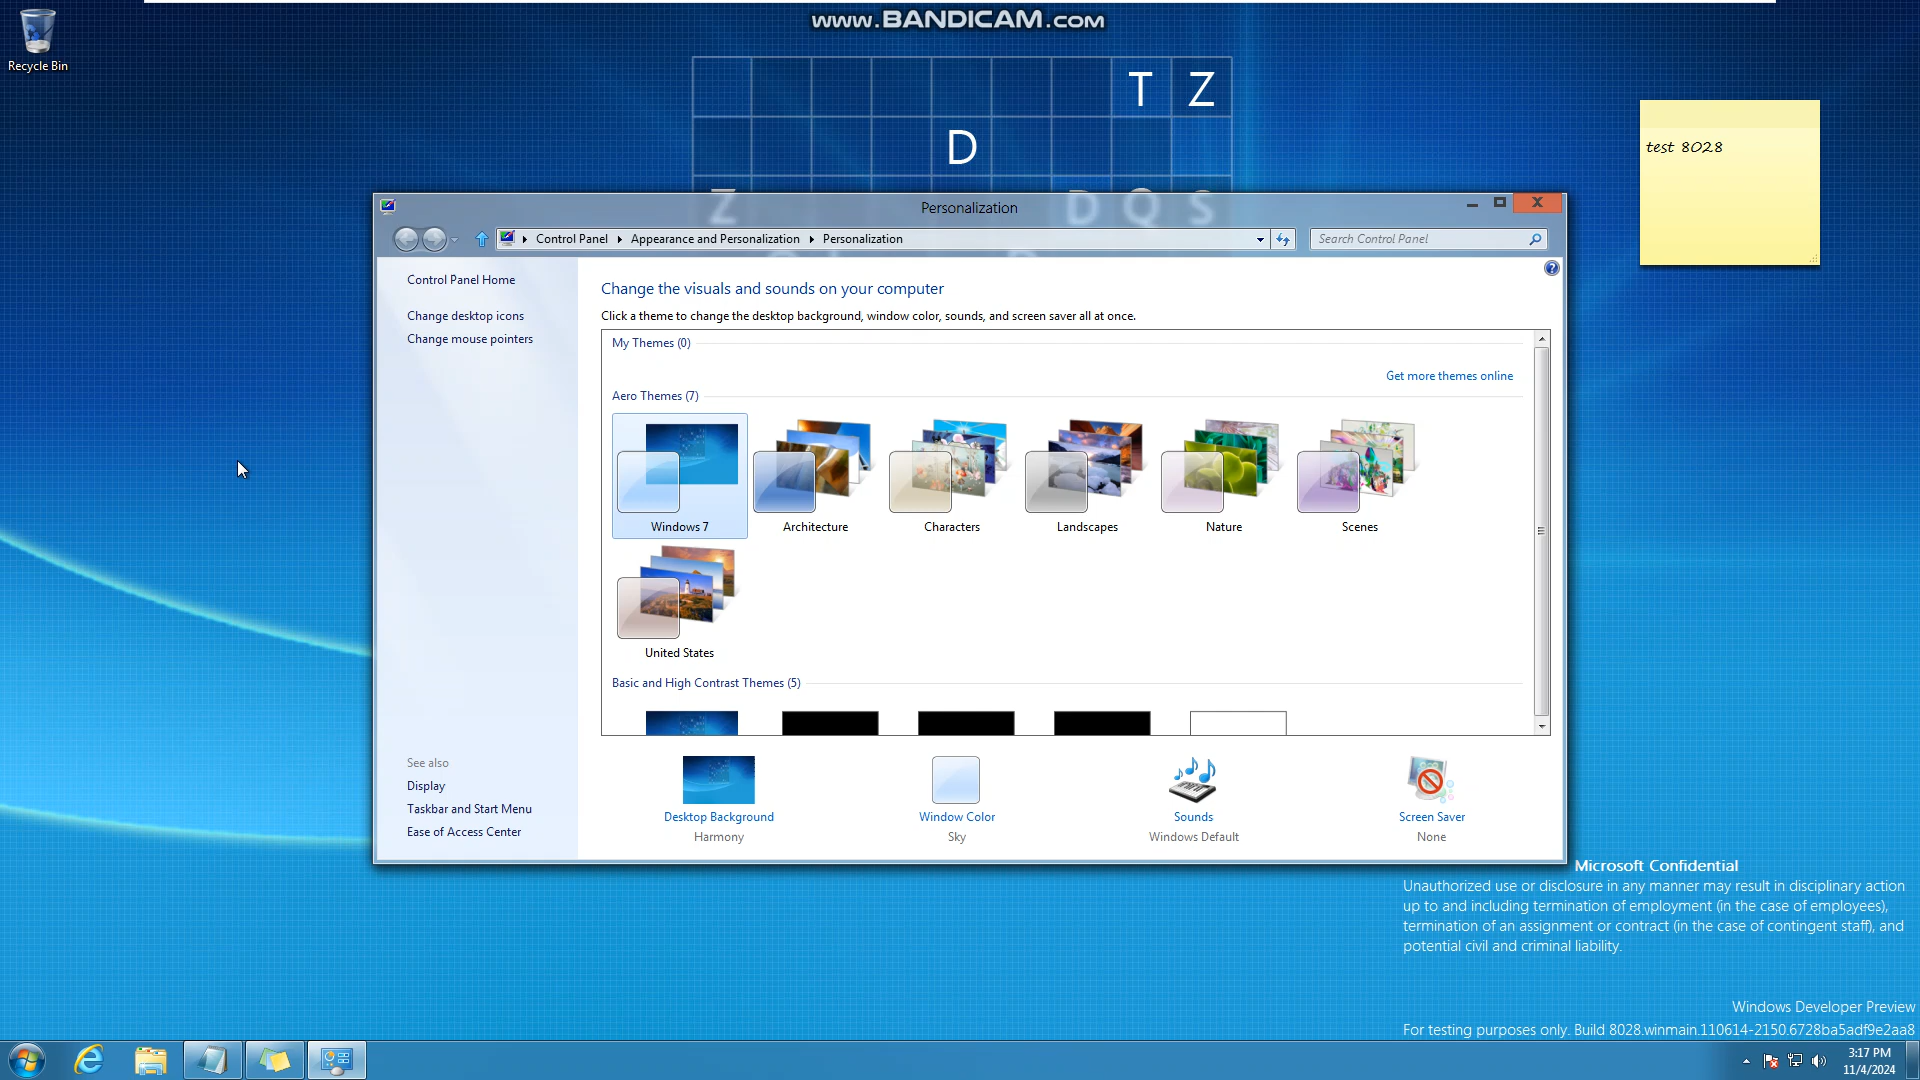 www.BANDICAM.com
Recycle Bin
T Z
D
Z D Q S
test 8028
Personalization
Control Panel Appearance and Personalization Personalization
Search Control Panel
Control Panel Home
Change desktop icons
Change mouse pointers
Change the visuals and sounds on your computer
Click a theme to change the desktop background, window color, sounds, and screen saver all at once.
My Themes (0)
Get more themes online
Aero Themes (7)
Windows 7 Architecture Characters Landscapes Nature Scenes
United States
Basic and High Contrast Themes (5)
See also
Display
Taskbar and Start Menu
Ease of Access Center
Desktop Background Window Color Sounds Screen Saver
Harmony Sky Windows Default None
Microsoft Confidential
Unauthorized use or disclosure in any manner may result in disciplinary action
up to and including termination of employment (in the case of employees),
termination of an assignment or contract (in the case of contingent staff), and
potential civil and criminal liability.
Windows Developer Preview
For testing purposes only. Build 8028.winmain.110614-2150.6728ba5adf9e2aa8
3:17 PM
11/4/2024